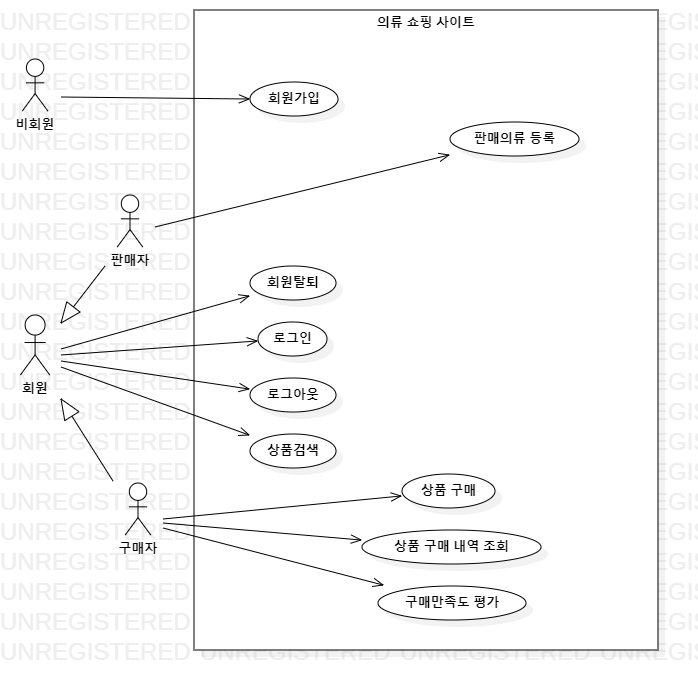 의류 쇼핑 사이트
비회원
회원가입
판매의류 등록
판매자
회원탈퇴
로그인
회원
로그아웃
상품검색
상품 구매
구매자
상품 구매 내역 조회
구매만족도 평가
UNREGISTERED